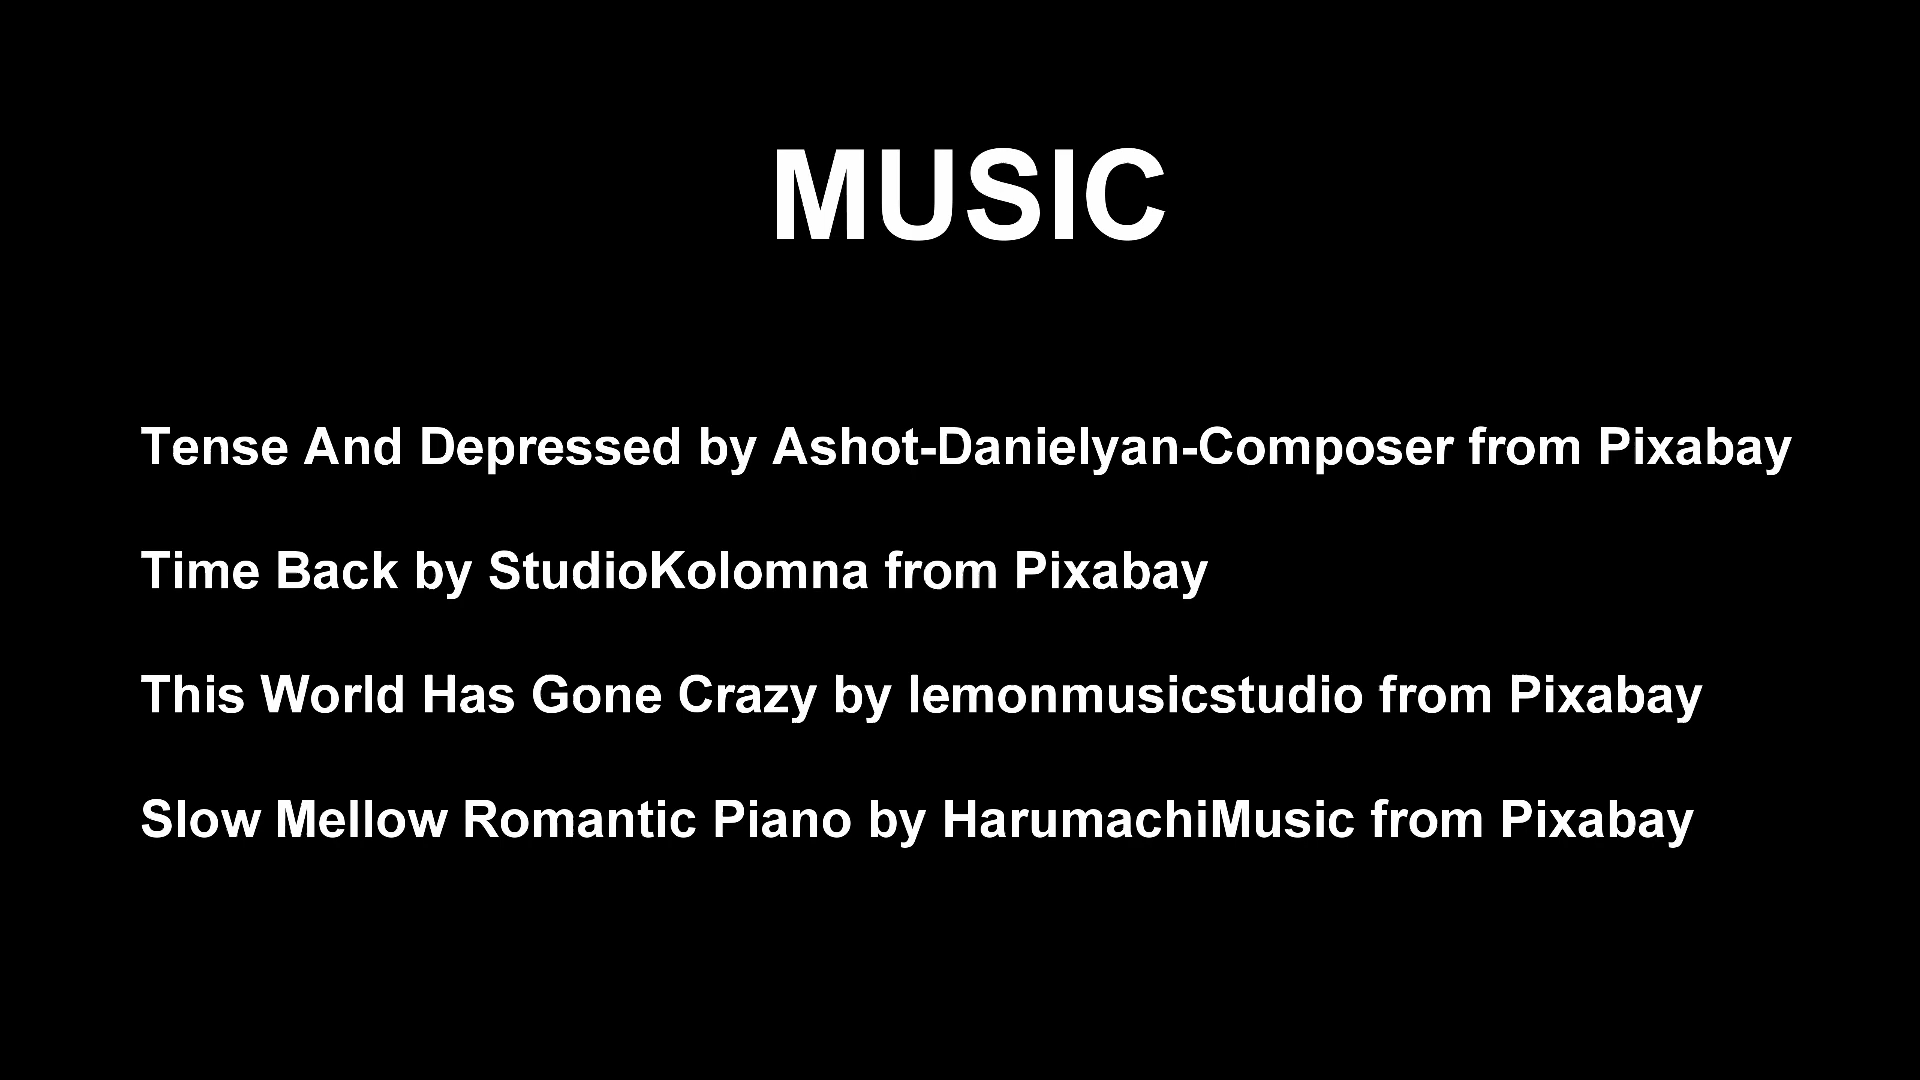 MUSIC
Tense And Depressed by Ashot-Danielyan-Composer from Pixabay
Time Back by StudioKolomna from Pixabay
This World Has Gone Crazy by lemonmusicstudio from Pixabay
Slow Mellow Romantic Piano by HarumachiMusic from Pixabay